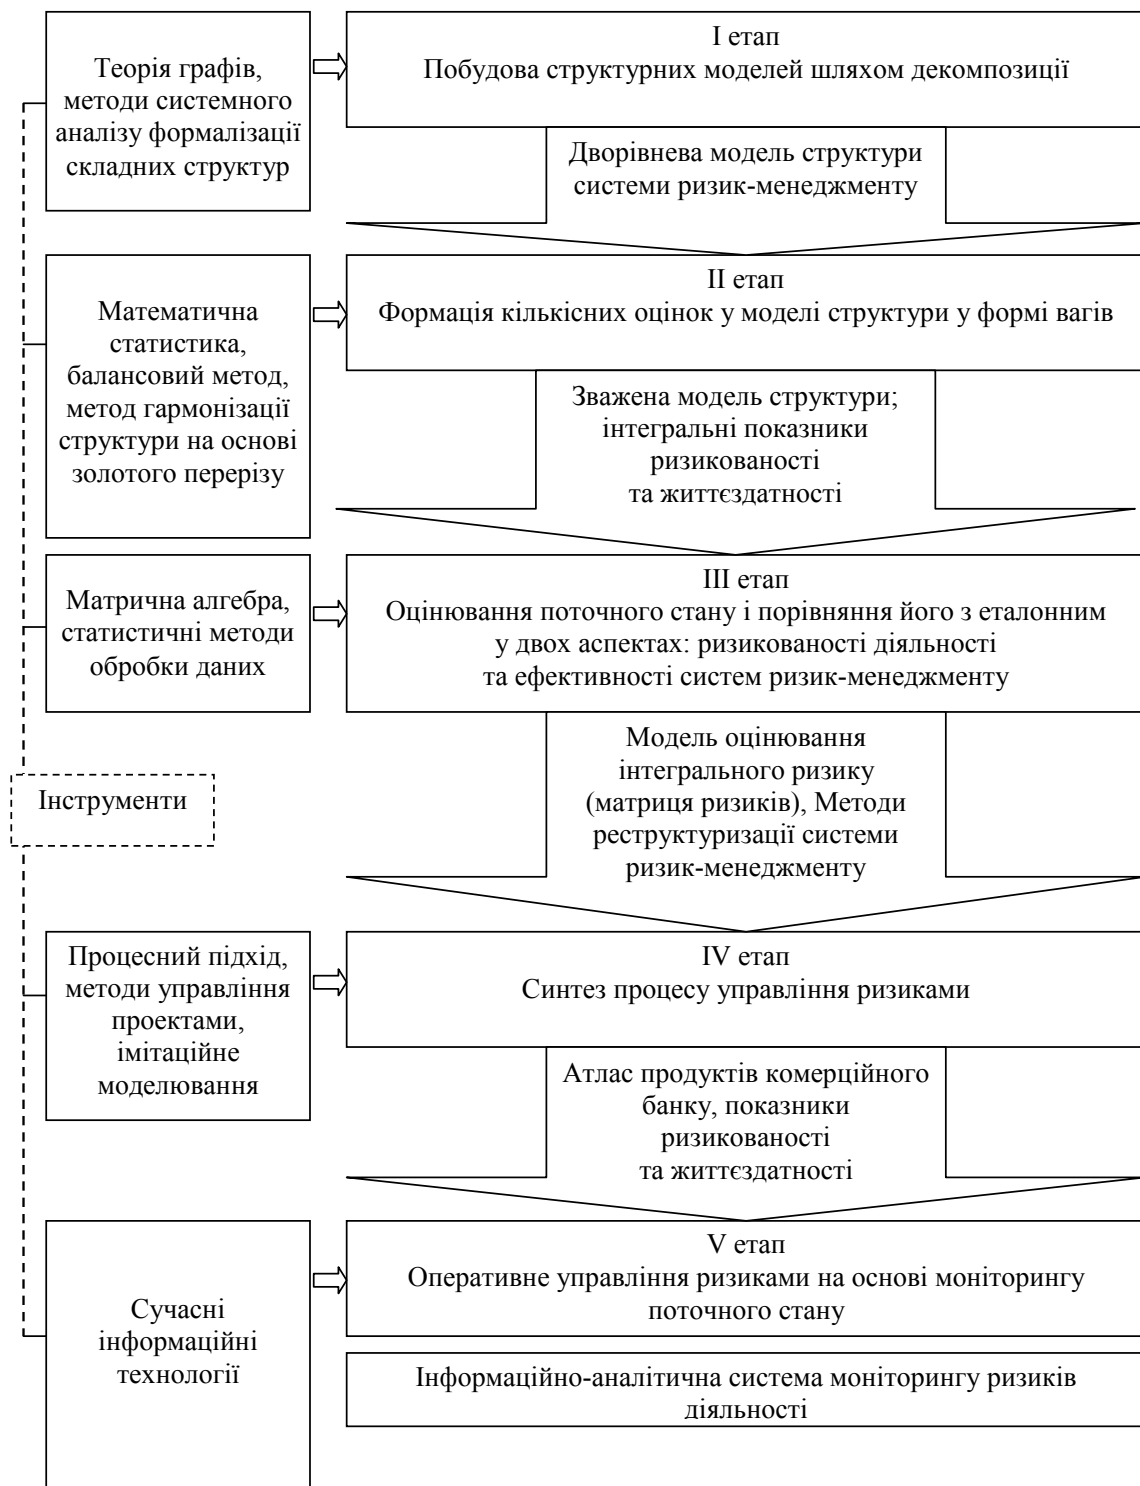 Теорія графів,
методи системного
аналізу формалізації
складних структур
І етап
Побудова структурних моделей шляхом декомпозиції
Дворівнева модель структури
системи ризик-менеджменту
Математична
статистика,
балансовий метод,
метод гармонізації
структури на основі
золотого перерізу
ІІ етап
Формація кількісних оцінок у моделі структури у формі вагів
Зважена модель структури;
інтегральні показники
ризикованості
та життєздатності
Матрична алгебра,
статистичні методи
обробки даних
ІІІ етап
Оцінювання поточного стану і порівняння його з еталонним
у двох аспектах: ризикованості діяльності
та ефективності систем ризик-менеджменту
Модель оцінювання
інтегрального ризику
(матриця ризиків), Методи
реструктуризації системи
ризик-менеджменту
Інструменти
Процесний підхід,
методи управління
проектами,
імітаційне
моделювання
IV етап
Синтез процесу управління ризиками
Атлас продуктів комерційного
банку, показники
ризикованості
та життєздатності
Сучасні
інформаційні
технології
V етап
Оперативне управління ризиками на основі моніторингу
поточного стану
Інформаційно-аналітична система моніторингу ризиків
діяльності